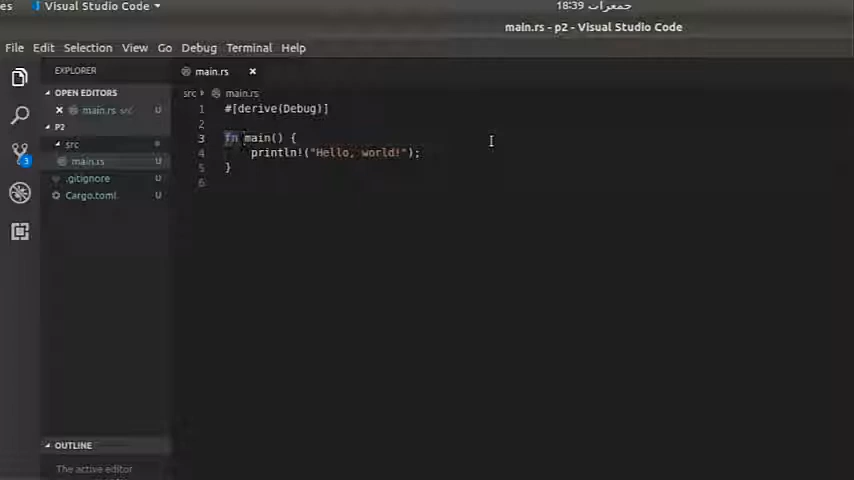 es Visual Studio Code 18:39 جمعرات
main.rs - p2 - Visual Studio Code
File Edit Selection View Go Debug Terminal Help
EXPLORER
main.rs
OPEN EDITORS
src main.rs
main.rs src U
1 #[derive(Debug)]
P2
2
src
3 fn main() {
main.rs U
4 println!("Hello, world!");
.gitignore U
5 }
3
Cargo.toml U
6
OUTLINE
The active editor